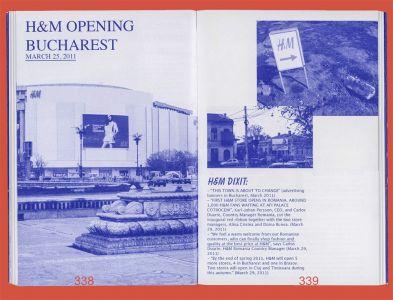 H&M OPENING
BUCHAREST
MARCH 25, 2011
H&M
338
H&M
H&M DIXIT:
- "THIS TOWN IS ABOUT TO CHANGE" (advertising
banners in Bucharest, March 2011)
- "FIRST H&M STORE OPENS IN ROMANIA. AROUND
1,000 H&M FANS WAITING AT AFI PALACE
COTROCENI", Karl-Johan Persson, CEO, and Carlos
Duarte, Country Manager Romania, cut the
inaugural red ribbon together with the two store
managers, Alina Cristina and Doina Buneа. (March
29, 2011)
- "We feel a warm welcome from our Romanian
customers, who can finally shop fashion and
quality at the best price at H&M", says Carlos
Duarte, H&M Romania Country Manager (March 29,
2011)
- "By the end of spring 2011, H&M will open 5
more stores, 4 in Bucharest and one in Brasov.
Two stores will open in Cluj and Timisoara during
this autumn." (March 29, 2011)
339